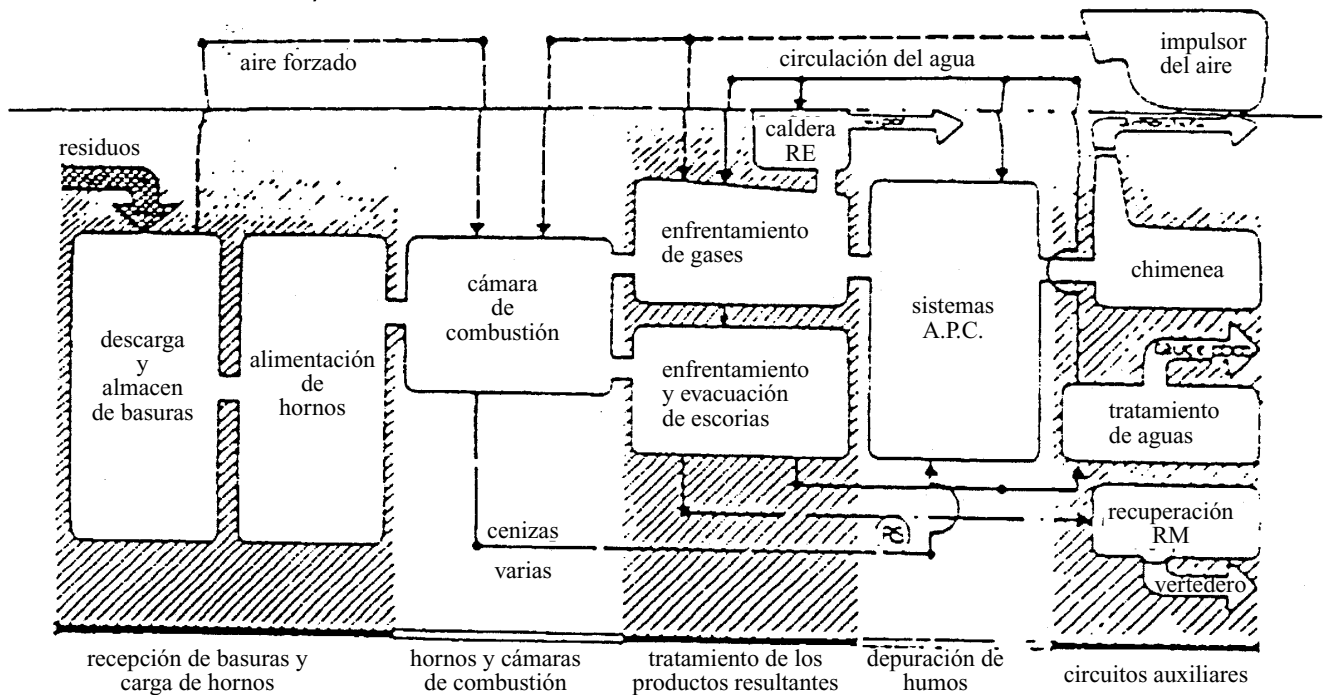 aire forzado
circulación del agua
impulsor
del aire
residuos
caldera
RE
enfrentamiento
de gases
cámara
de
combustión
sistemas
A.P.C.
chimenea
descarga
y
almacen
de basuras
alimentación
de
hornos
enfrentamiento
y evacuación
de escorias
tratamiento
de aguas
recuperación
RM
vertedero
cenizas
varias
recepción de basuras y
carga de hornos
hornos y cámaras
de combustión
tratamiento de los
productos resultantes
depuración de
humos
circuitos auxiliares